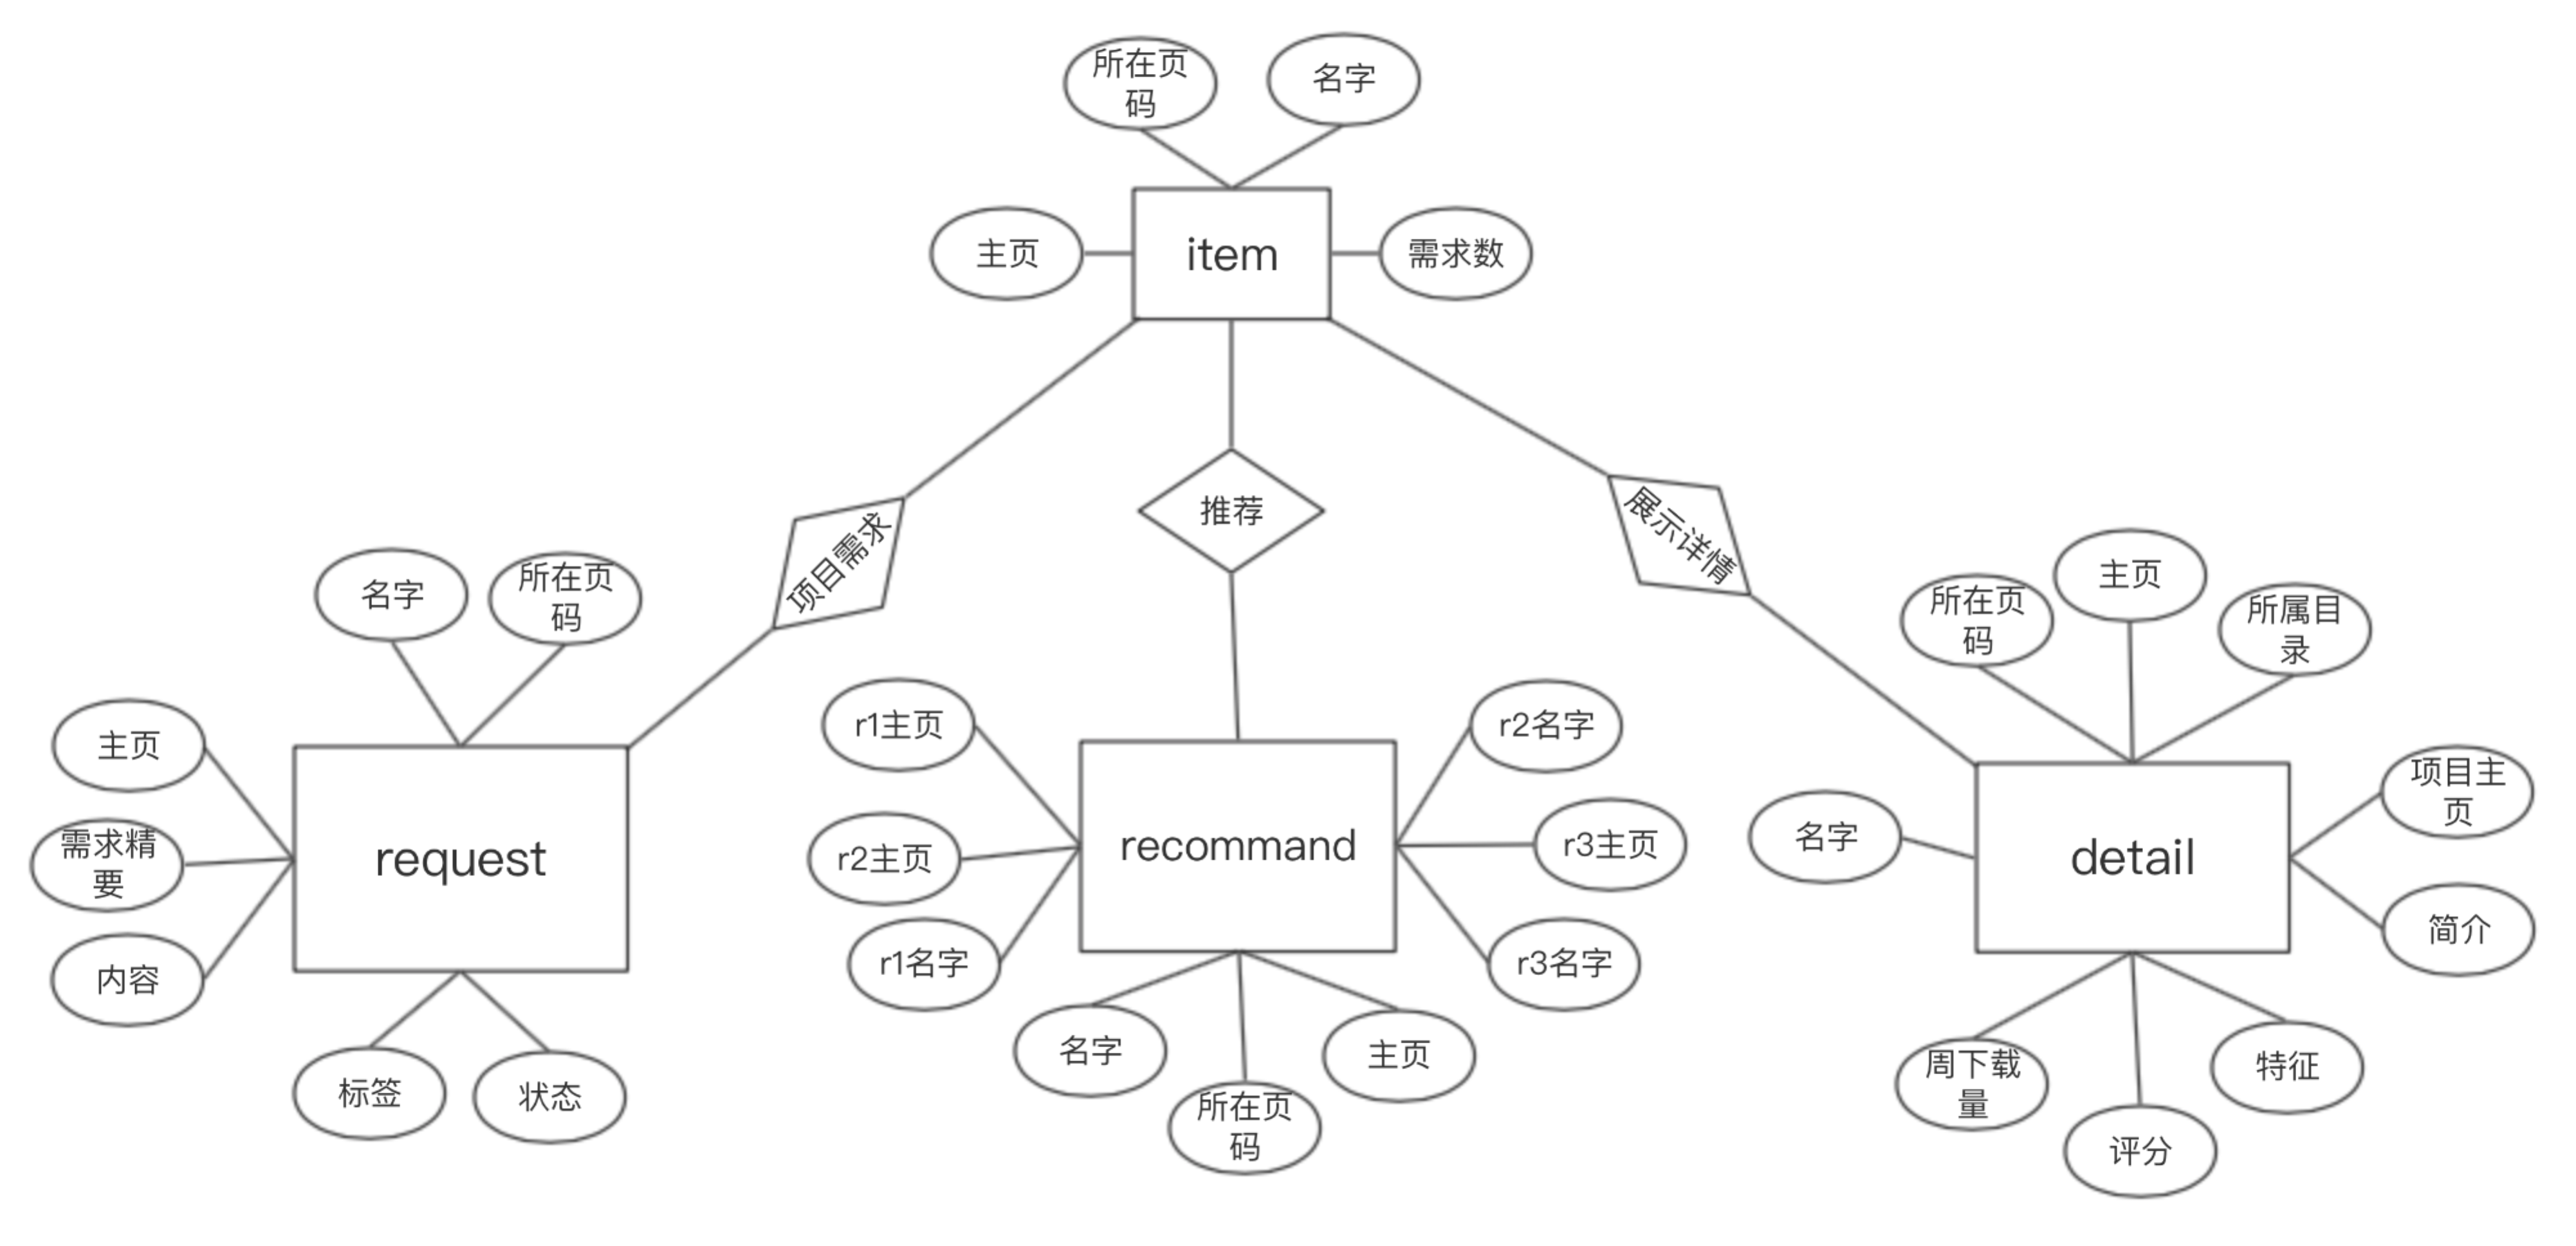 所在页
码
名字
主页
item
需求数
项目需求
推荐
展示详情
名字
所在页
码
主页
需求精
要
内容
request
标签
状态
r1主页
r2主页
r1名字
recommand
r2名字
r3主页
r3名字
名字
所在页
码
主页
所在页
码
主页
所属目
录
名字
detail
项目主
页
简介
周下载
量
评分
特征